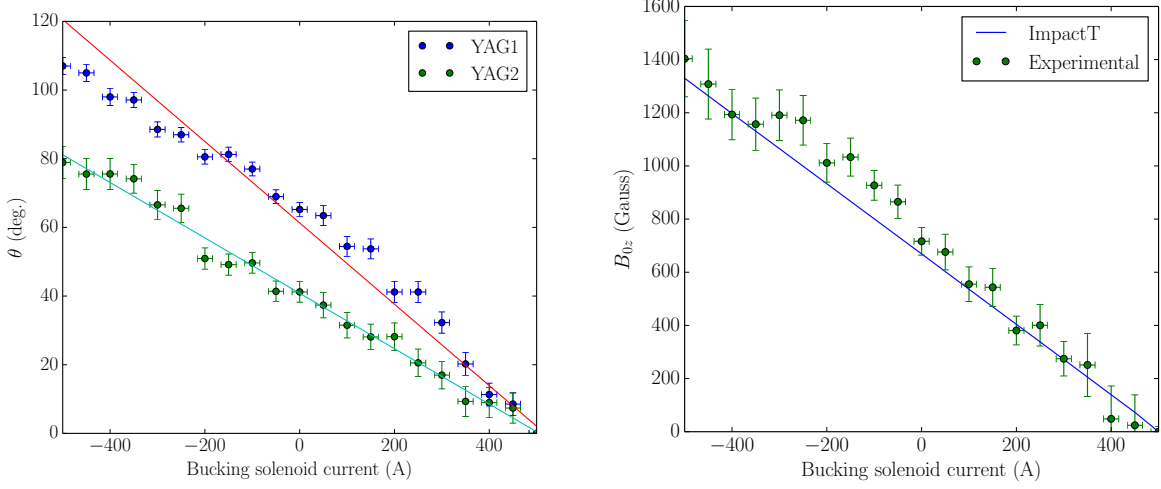 120
100
80
60
40
20
0
θ (deg.)
−400 −200 0 200 400
Bucking solenoid current (A)
YAG1
YAG2
1600
1400
1200
1000
800
600
400
200
0
B0z (Gauss)
−400 −200 0 200 400
Bucking solenoid current (A)
ImpactT
Experimental